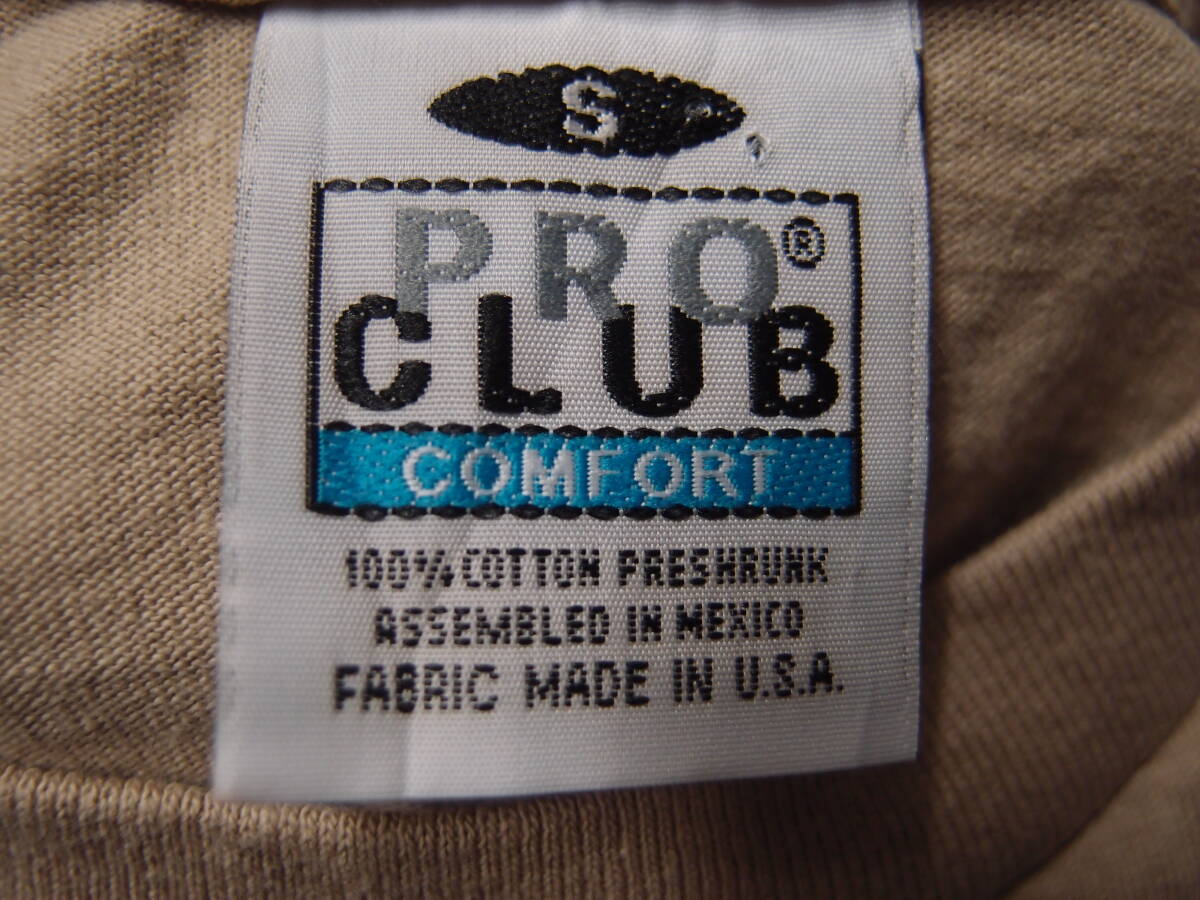 S
PRO®
CLUB
COMFORT
100% COTTON PRESHRUNK
ASSEMBLED IN MEXICO
FABRIC MADE IN U.S.A.